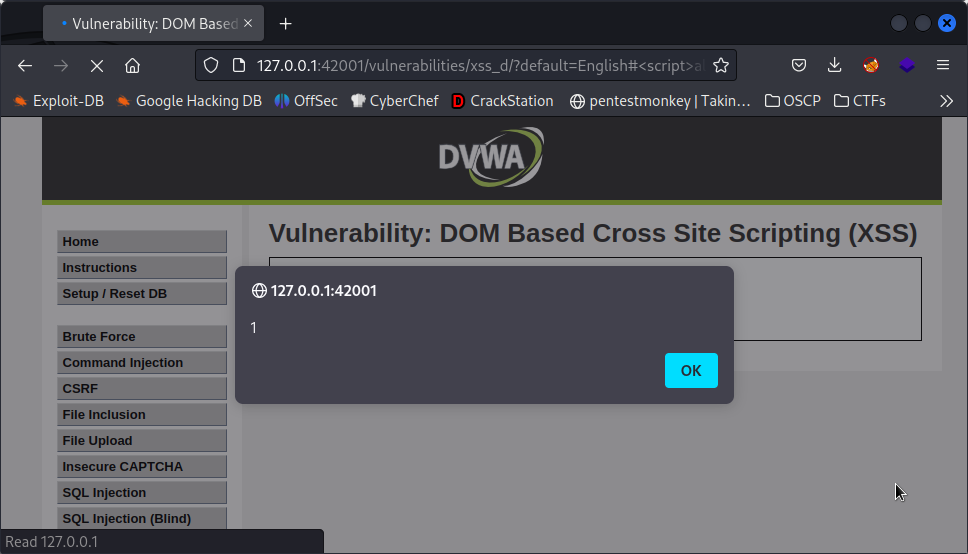 Vulnerability: DOM Based
127.0.0.1:42001/vulnerabilities/xss_d/?default=English#<script>al
Exploit-DB Google Hacking DB OffSec CyberChef CrackStation pentestmonkey | Takin… OSCP CTFs
DVWA
Vulnerability: DOM Based Cross Site Scripting (XSS)
Home
Instructions
Setup / Reset DB
Brute Force
Command Injection
CSRF
File Inclusion
File Upload
Insecure CAPTCHA
SQL Injection
SQL Injection (Blind)
127.0.0.1:42001
1
OK
Read 127.0.0.1